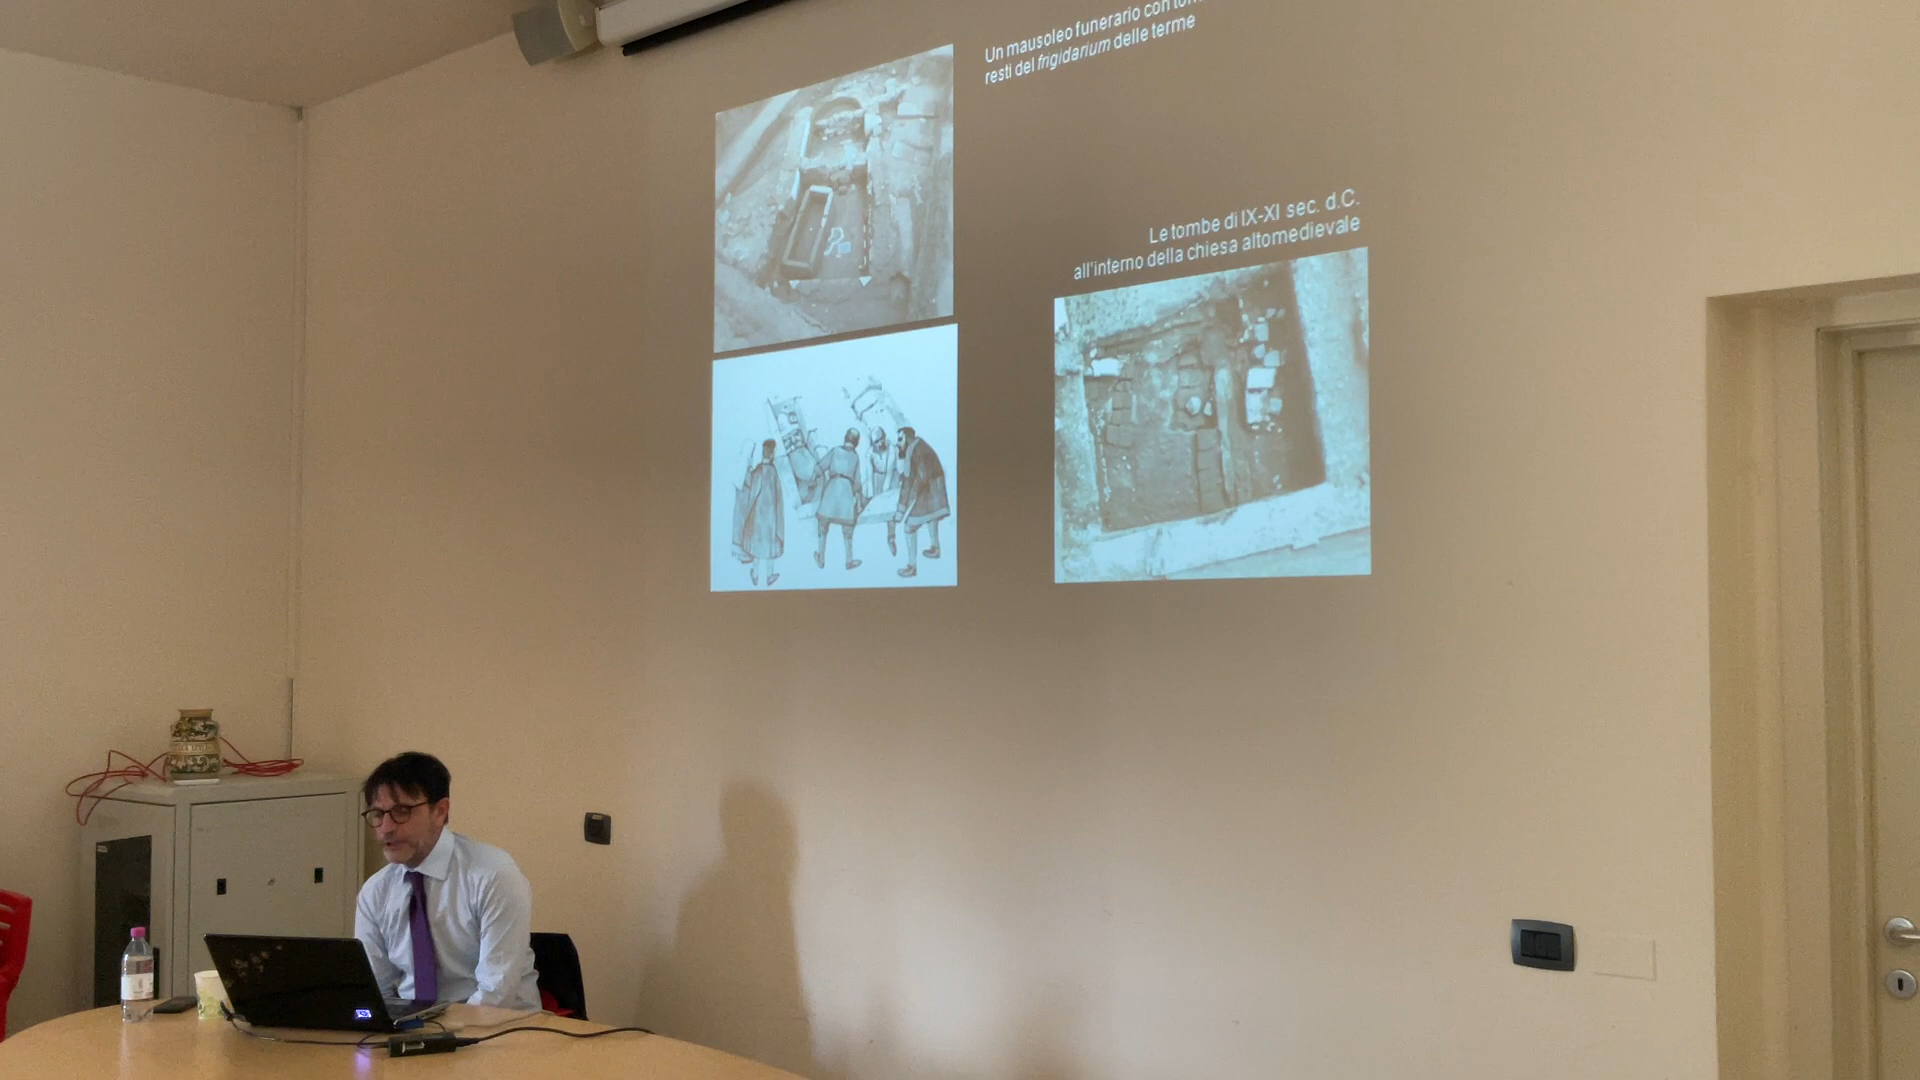 Un mausoleo funerario con
resti del frigidarium delle terme
Le tombe di IX-XI sec. d.C.
all'interno della chiesa altomedievale